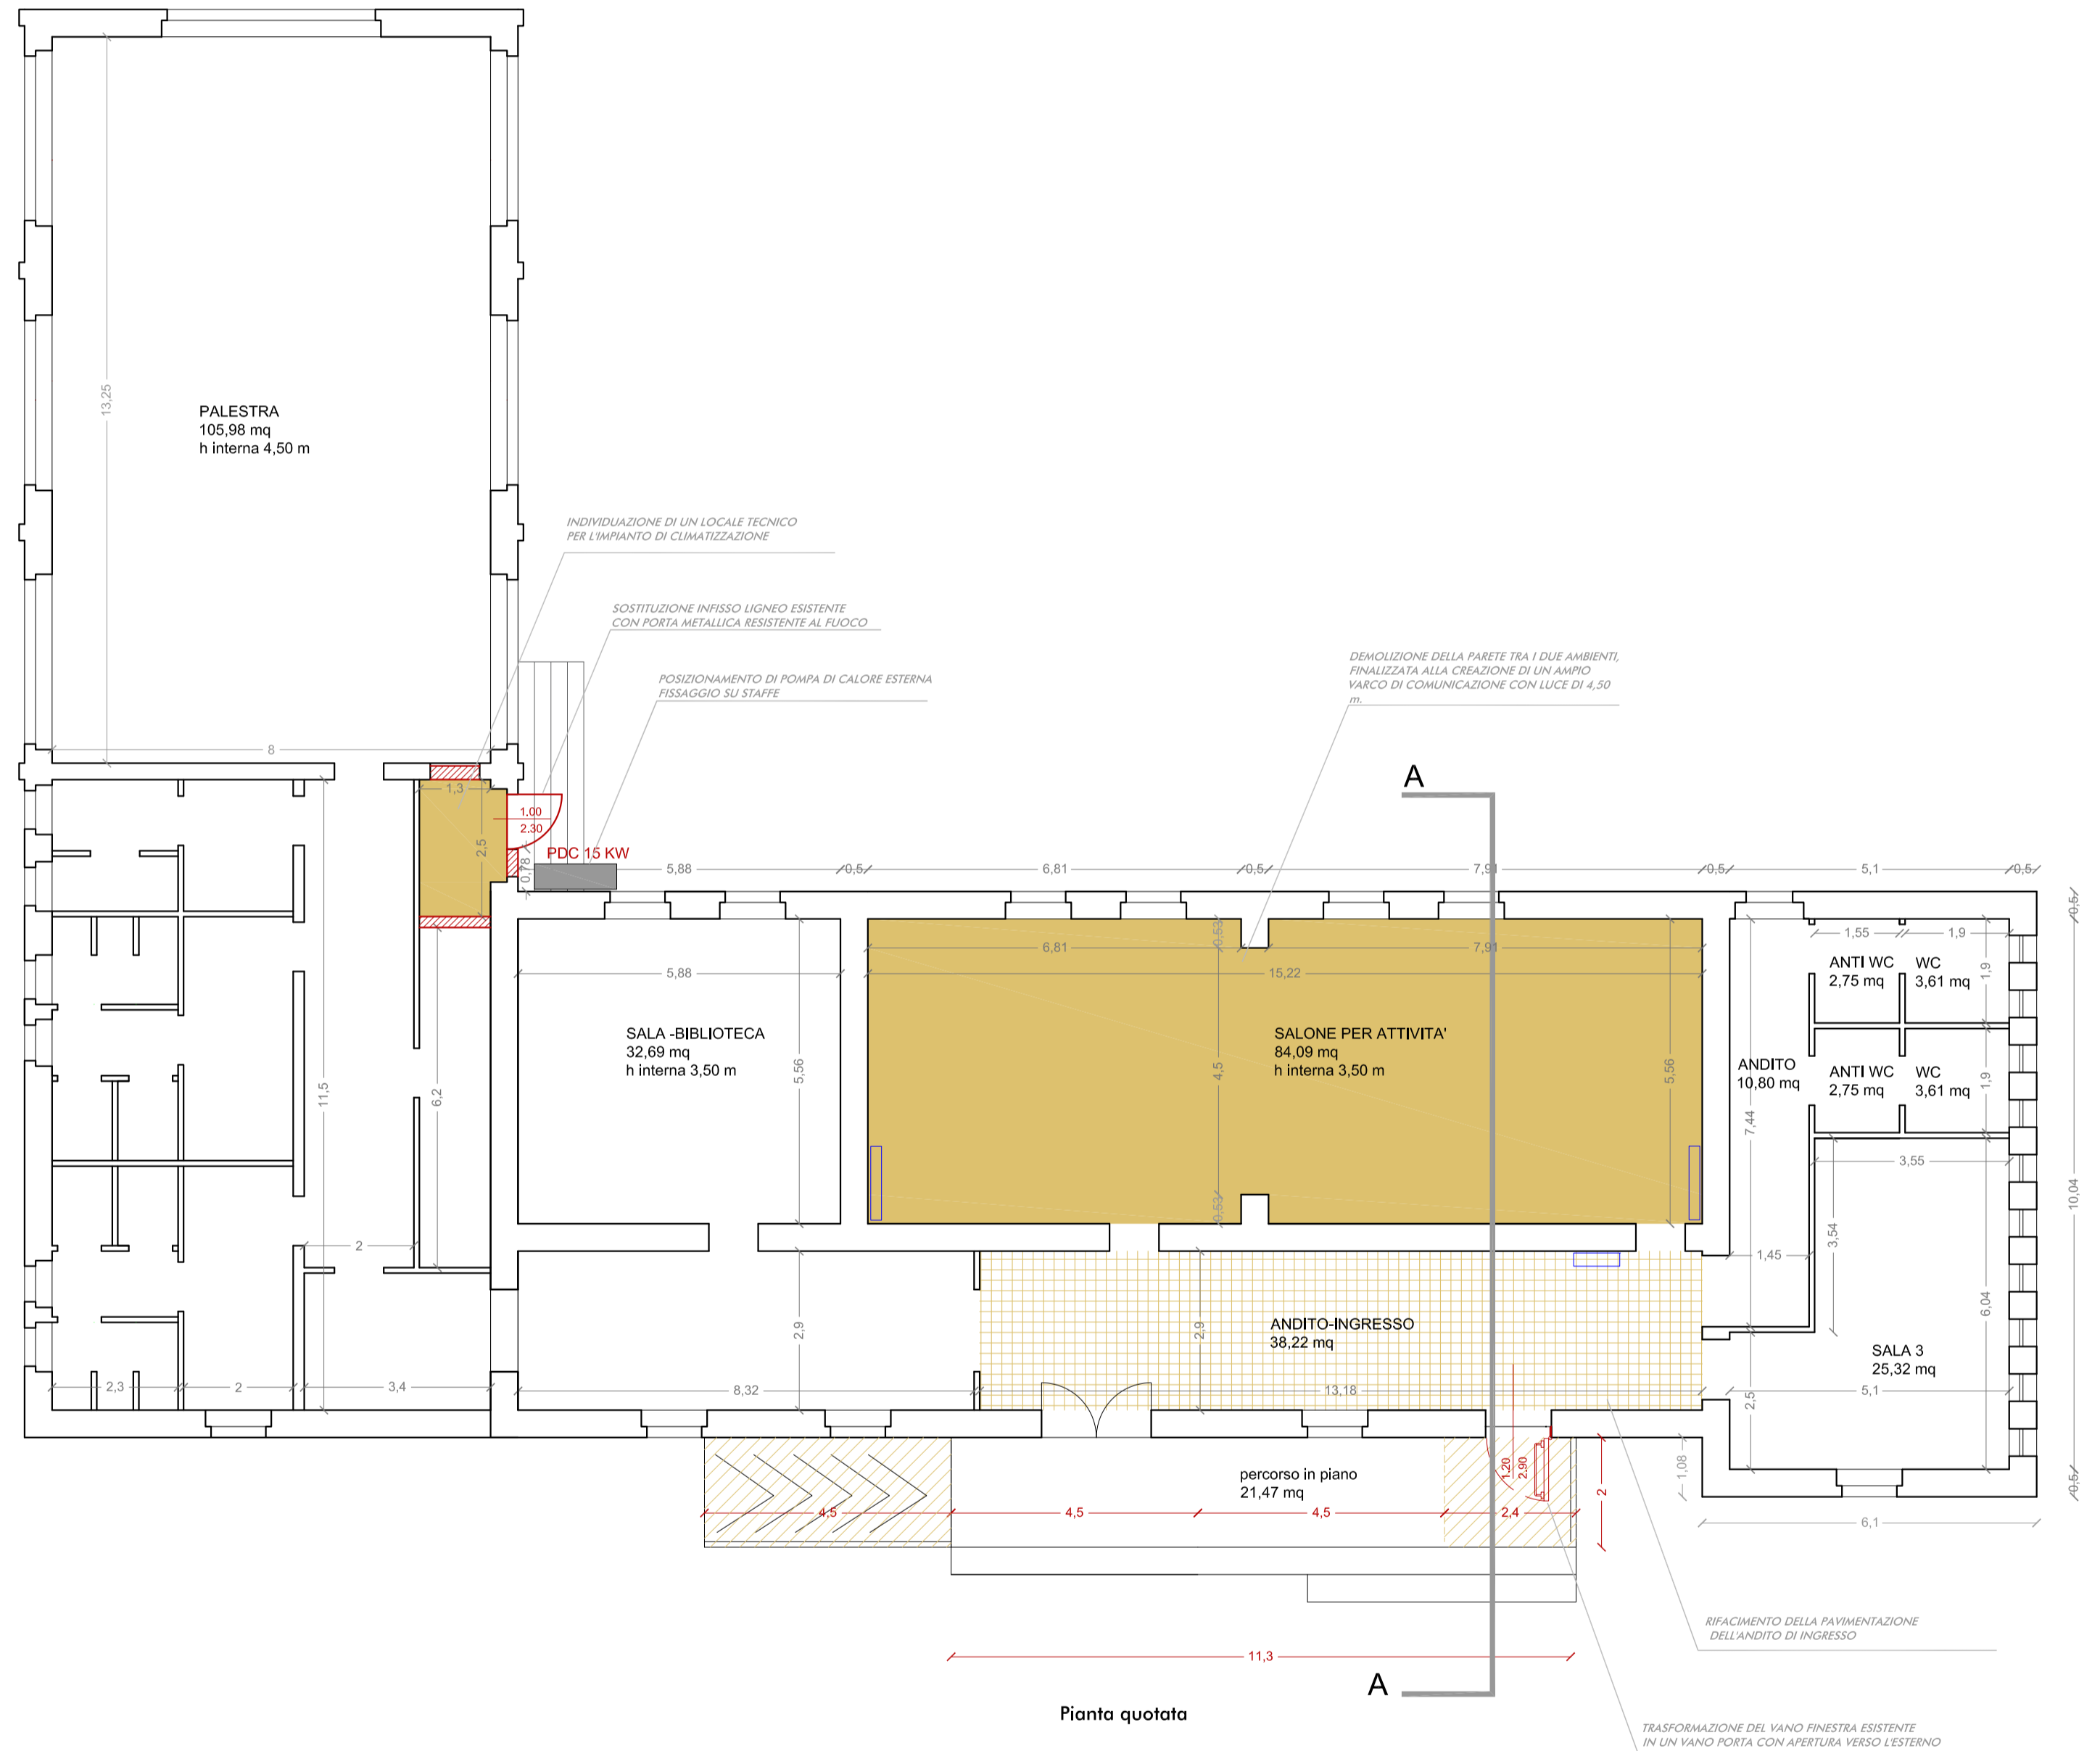 PALESTRA
105,98 mq
h interna 4,50 m
13,25
8
INDIVIDUAZIONE DI UN LOCALE TECNICO
PER L'IMPIANTO DI CLIMATIZZAZIONE
SOSTITUZIONE INFISSO LIGNEO ESISTENTE
CON PORTA METALLICA RESISTENTE AL FUOCO
POSIZIONAMENTO DI POMPA DI CALORE ESTERNA
FISSAGGIO SU STAFFE
DEMOLIZIONE DELLA PARETE TRA I DUE AMBIENTI,
FINALIZZATA ALLA CREAZIONE DI UN AMPIO
VARCO DI COMUNICAZIONE CON LUCE DI 4,50
m.
A
1,3
2,5
1.00
2.30
PDC 15 KW
0,78
5,88
0,5
6,81
0,5
7,91
0,5
5,1
0,5
0,5
10,04
0,5
6,81
0,53
7,91
5,88
15,22
SALA -BIBLIOTECA
32,69 mq
h interna 3,50 m
5,56
SALONE PER ATTIVITA'
84,09 mq
h interna 3,50 m
4,5
0,53
5,56
1,55
1,9
ANTI WC
2,75 mq
WC
3,61 mq
1,9
ANDITO
10,80 mq
ANTI WC
2,75 mq
WC
3,61 mq
1,9
7,44
3,55
3,54
1,45
6,04
11,5
6,2
2
2,3
2
3,4
2,9
8,32
2,9
ANDITO-INGRESSO
38,22 mq
13,18
SALA 3
25,32 mq
5,1
2,5
1,08
6,1
percorso in piano
21,47 mq
1.20
2.90
4,5
4,5
4,5
2,4
2
11,3
A
RIFACIMENTO DELLA PAVIMENTAZIONE
DELL'ANDITO DI INGRESSO
Pianta quotata
TRASFORMAZIONE DEL VANO FINESTRA ESISTENTE
IN UN VANO PORTA CON APERTURA VERSO L'ESTERNO